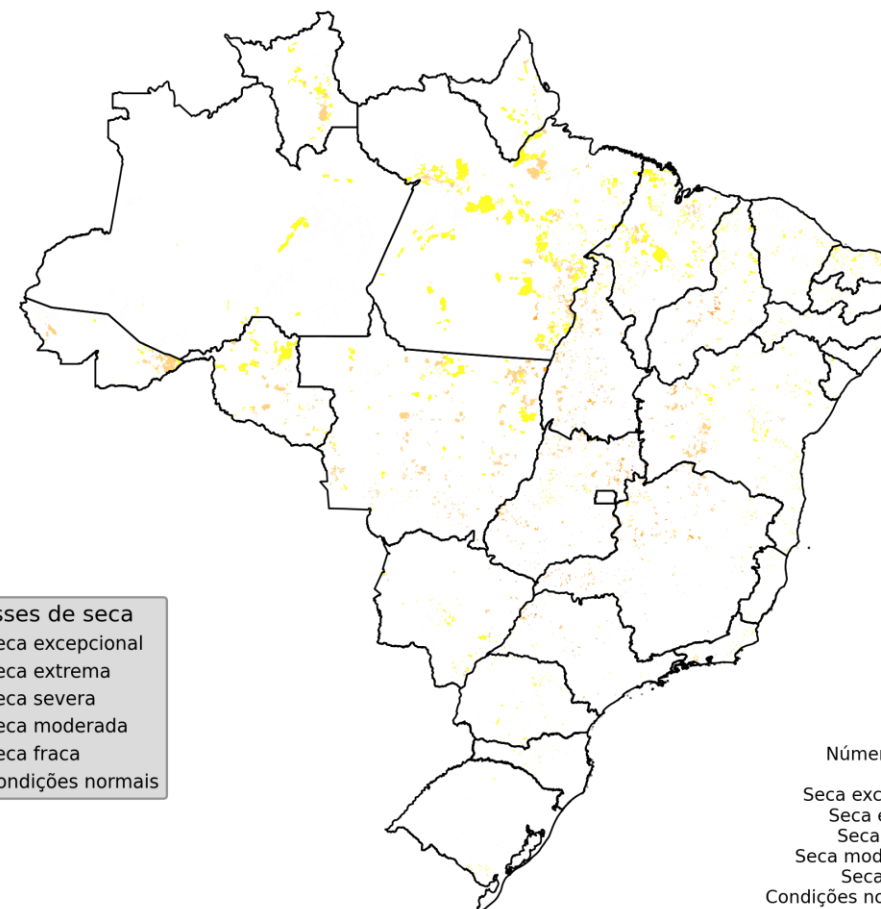 sses de seca
eca excepcional
eca extrema
eca severa
eca moderada
eca fraca
ondições normais
Númer
Seca exc
Seca e
Seca
Seca mod
Seca
Condições no